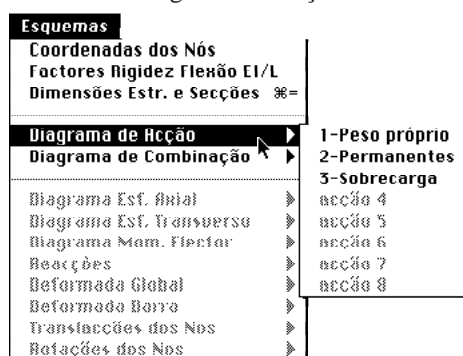 Esquemas
Coordenadas dos Nós
Factores Rigidez Flexão EI/L
Dimensões Estr. e Secções ⌘=
Diagrama de Acção
Diagrama de Combinação
Diagrama Esf. Axial
Diagrama Esf. Transverso
Diagrama Mom. Flector
Reacções
Deformada Global
Deformada Barra
Translacções dos Nos
Rotações dos Nos
1-Peso próprio
2-Permanentes
3-Sobrecarga
acção 4
acção 5
acção 6
acção 7
acção 8